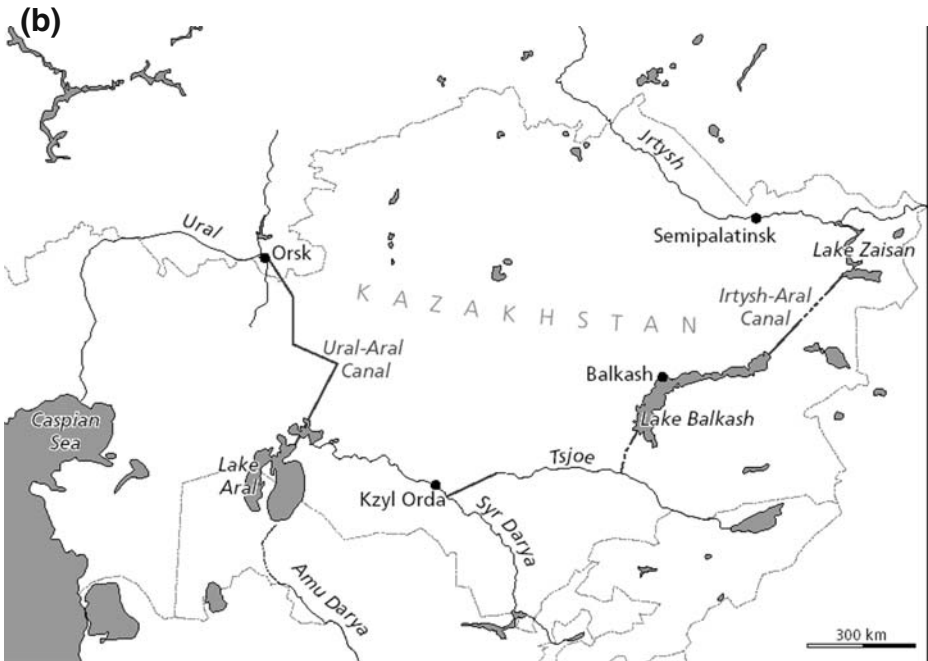 (b)
Jrtysh
Ural
Semipalatinsk
Orsk
Lake Zaisan
KAZAKHSTAN
Irtysh-Aral
Canal
Ural-Aral
Canal
Balkash
Caspian
Sea
Lake Balkash
Lake
Aral
Tsjoe
Kzyl Orda
Syr Darya
Amu Darya
300 km